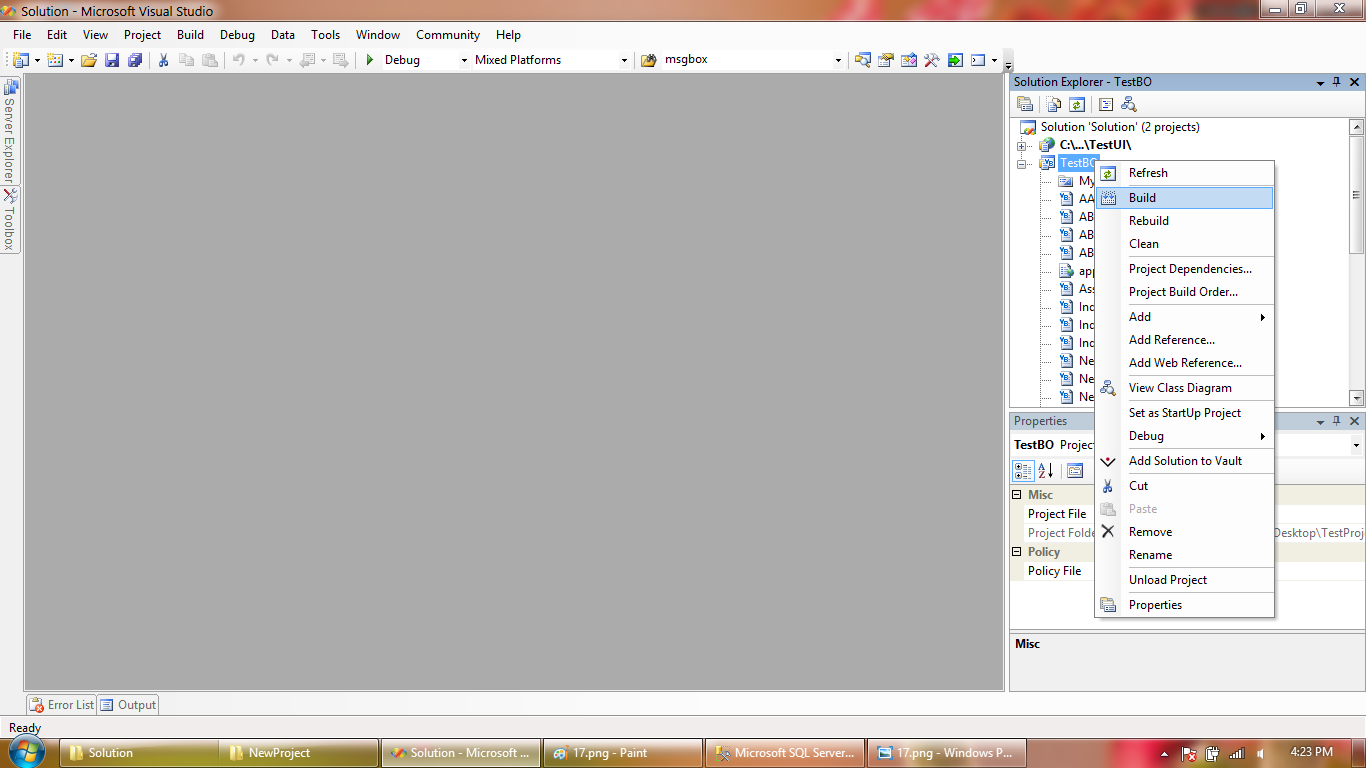 Solution - Microsoft Visual Studio
File Edit View Project Build Debug Data Tools Window Community Help
Debug Mixed Platforms msgbox
Server Explorer
Toolbox
Solution Explorer - TestBO
Solution 'Solution' (2 projects)
C:\...\TestUI\
TestBO
My
AA
AB
AB
AB
app
Ass
Ind
Ind
Ind
Ne
Ne
Ne
Refresh
Build
Rebuild
Clean
Project Dependencies...
Project Build Order...
Add
Add Reference...
Add Web Reference...
View Class Diagram
Set as StartUp Project
Debug
Add Solution to Vault
Cut
Paste
Remove
Rename
Unload Project
Properties
Properties
TestBO Project
Misc
Project File
Project Folde Desktop\TestProj
Policy
Policy File
Misc
Error List Output
Ready
Solution NewProject Solution - Microsoft ... 17.png - Paint Microsoft SQL Server... 17.png - Windows P... 4:23 PM